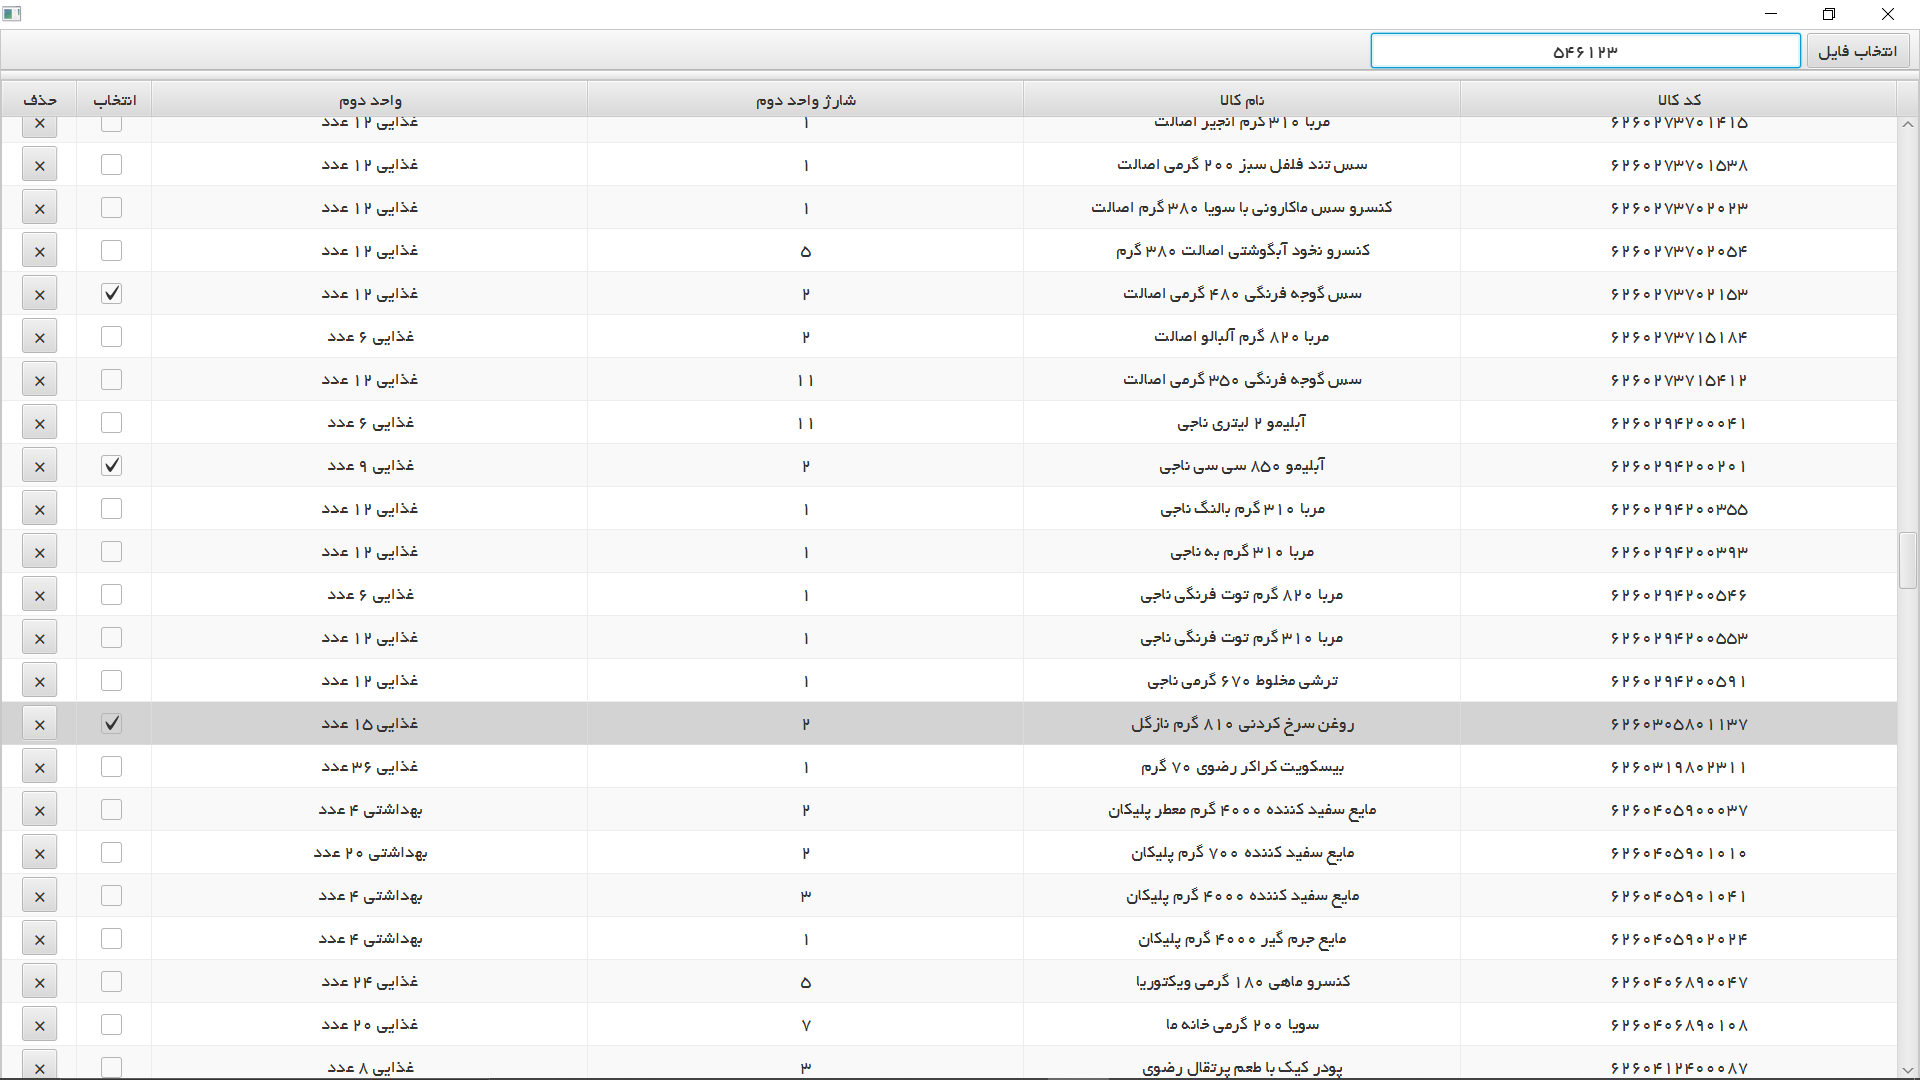 انتخاب فایل ۵۴۶۱۲۳
کد کالا نام کالا شارژ واحد دوم واحد دوم انتخاب حذف
۶۲۶۰۲۷۳۷۰۱۴۱۵ مربا ۳۱۰ گرم انجیر اصالت ۱ غذایی ۱۲ عدد ×
۶۲۶۰۲۷۳۷۰۱۵۳۸ سس تند فلفل سبز ۲۰۰ گرمی اصالت ۱ غذایی ۱۲ عدد ×
۶۲۶۰۲۷۳۷۰۲۰۲۳ کنسرو سس ماکارونی با سویا ۳۸۰ گرم اصالت ۱ غذایی ۱۲ عدد ×
۶۲۶۰۲۷۳۷۰۲۰۵۴ کنسرو نخود آبگوشتی اصالت ۳۸۰ گرم ۵ غذایی ۱۲ عدد ×
۶۲۶۰۲۷۳۷۰۲۱۵۳ سس گوجه فرنگی ۴۸۰ گرمی اصالت ۲ غذایی ۱۲ عدد ×
۶۲۶۰۲۷۳۷۱۵۱۸۴ مربا ۸۲۰ گرم آلبالو اصالت ۲ غذایی ۶ عدد ×
۶۲۶۰۲۷۳۷۱۵۴۱۲ سس گوجه فرنگی ۳۵۰ گرمی اصالت ۱۱ غذایی ۱۲ عدد ×
۶۲۶۰۲۹۴۲۰۰۰۴۱ آبلیمو ۲ لیتری ناجی ۱۱ غذایی ۶ عدد ×
۶۲۶۰۲۹۴۲۰۰۲۰۱ آبلیمو ۸۵۰ سی سی ناجی ۲ غذایی ۹ عدد ×
۶۲۶۰۲۹۴۲۰۰۳۵۵ مربا ۳۱۰ گرم بالنگ ناجی ۱ غذایی ۱۲ عدد ×
۶۲۶۰۲۹۴۲۰۰۳۹۳ مربا ۳۱۰ گرم به ناجی ۱ غذایی ۱۲ عدد ×
۶۲۶۰۲۹۴۲۰۰۵۴۶ مربا ۸۲۰ گرم توت فرنگی ناجی ۱ غذایی ۶ عدد ×
۶۲۶۰۲۹۴۲۰۰۵۵۳ مربا ۳۱۰ گرم توت فرنگی ناجی ۱ غذایی ۱۲ عدد ×
۶۲۶۰۲۹۴۲۰۰۵۹۱ ترشی مخلوط ۶۷۰ گرمی ناجی ۱ غذایی ۱۲ عدد ×
۶۲۶۰۳۰۵۸۰۱۱۳۷ روغن سرخ کردنی ۸۱۰ گرم نازگل ۲ غذایی ۱۵ عدد ×
۶۲۶۰۳۱۹۸۰۲۳۱۱ بیسکویت کراکر رضوی ۷۰ گرم ۱ غذایی ۳۶ عدد ×
۶۲۶۰۴۰۵۹۰۰۰۳۷ مایع سفید کننده ۴۰۰۰ گرم معطر پلیکان ۲ بهداشتی ۴ عدد ×
۶۲۶۰۴۰۵۹۰۱۰۱۰ مایع سفید کننده ۷۰۰ گرم پلیکان ۲ بهداشتی ۲۰ عدد ×
۶۲۶۰۴۰۵۹۰۱۰۴۱ مایع سفید کننده ۴۰۰۰ گرم پلیکان ۳ بهداشتی ۴ عدد ×
۶۲۶۰۴۰۵۹۰۲۰۲۴ مایع جرم گیر ۴۰۰۰ گرم پلیکان ۱ بهداشتی ۴ عدد ×
۶۲۶۰۴۰۶۸۹۰۰۴۷ کنسرو ماهی ۱۸۰ گرمی ویکتوریا ۵ غذایی ۲۴ عدد ×
۶۲۶۰۴۰۶۸۹۰۱۰۸ سویا ۲۰۰ گرمی خانه ما ۷ غذایی ۲۰ عدد ×
۶۲۶۰۴۱۲۴۰۰۰۸۷ پودر کیک با طعم پرتقال رضوی ۳ غذایی ۸ عدد ×